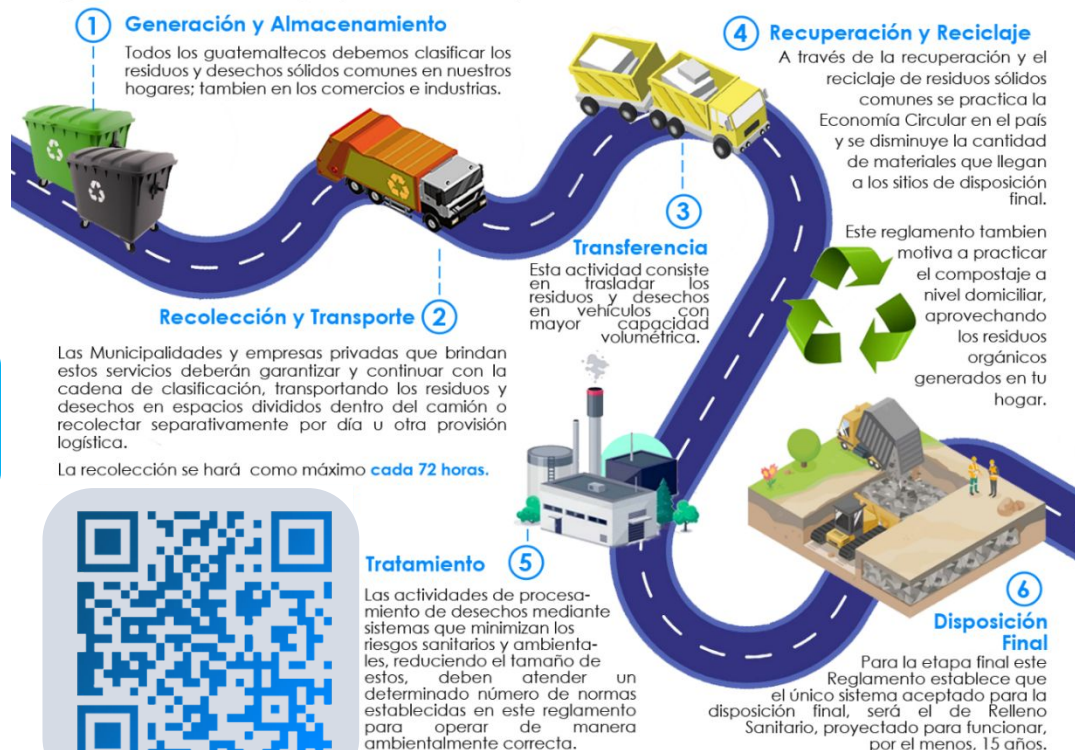 1 Generación y Almacenamiento
Todos los guatemaltecos debemos clasificar los
residuos y desechos sólidos comunes en nuestros
hogares; tambien en los comercios e industrias.
Recolección y Transporte 2
Las Municipalidades y empresas privadas que brindan
estos servicios deberán garantizar y continuar con la
cadena de clasificación, transportando los residuos y
desechos en espacios divididos dentro del camión o
recolectar separativamente por día u otra provisión
logística.
La recolección se hará como máximo cada 72 horas.
3
Transferencia
Esta actividad consiste
en trasladar los
residuos y desechos
en vehículos con
mayor capacidad
volumétrica.
4 Recuperación y Reciclaje
A través de la recuperación y el
reciclaje de residuos sólidos
comunes se practica la
Economía Circular en el país
y se disminuye la cantidad
de materiales que llegan
a los sitios de disposición
final.
Este reglamento tambien
motiva a practicar
el compostaje a
nivel domiciliar,
aprovechando
los residuos
orgánicos
generados en tu
hogar.
Tratamiento 5
Las actividades de procesa-
miento de desechos mediante
sistemas que minimizan los
riesgos sanitarios y ambienta-
les, reduciendo el tamaño de
estos, deben atender un
determinado número de normas
establecidas en este reglamento
para operar de manera
ambientalmente correcta.
6
Disposición
Final
Para la etapa final este
Reglamento establece que
el único sistema aceptado para la
disposición final, será el de Relleno
Sanitario, proyectado para funcionar,
por el menos, 15 años.